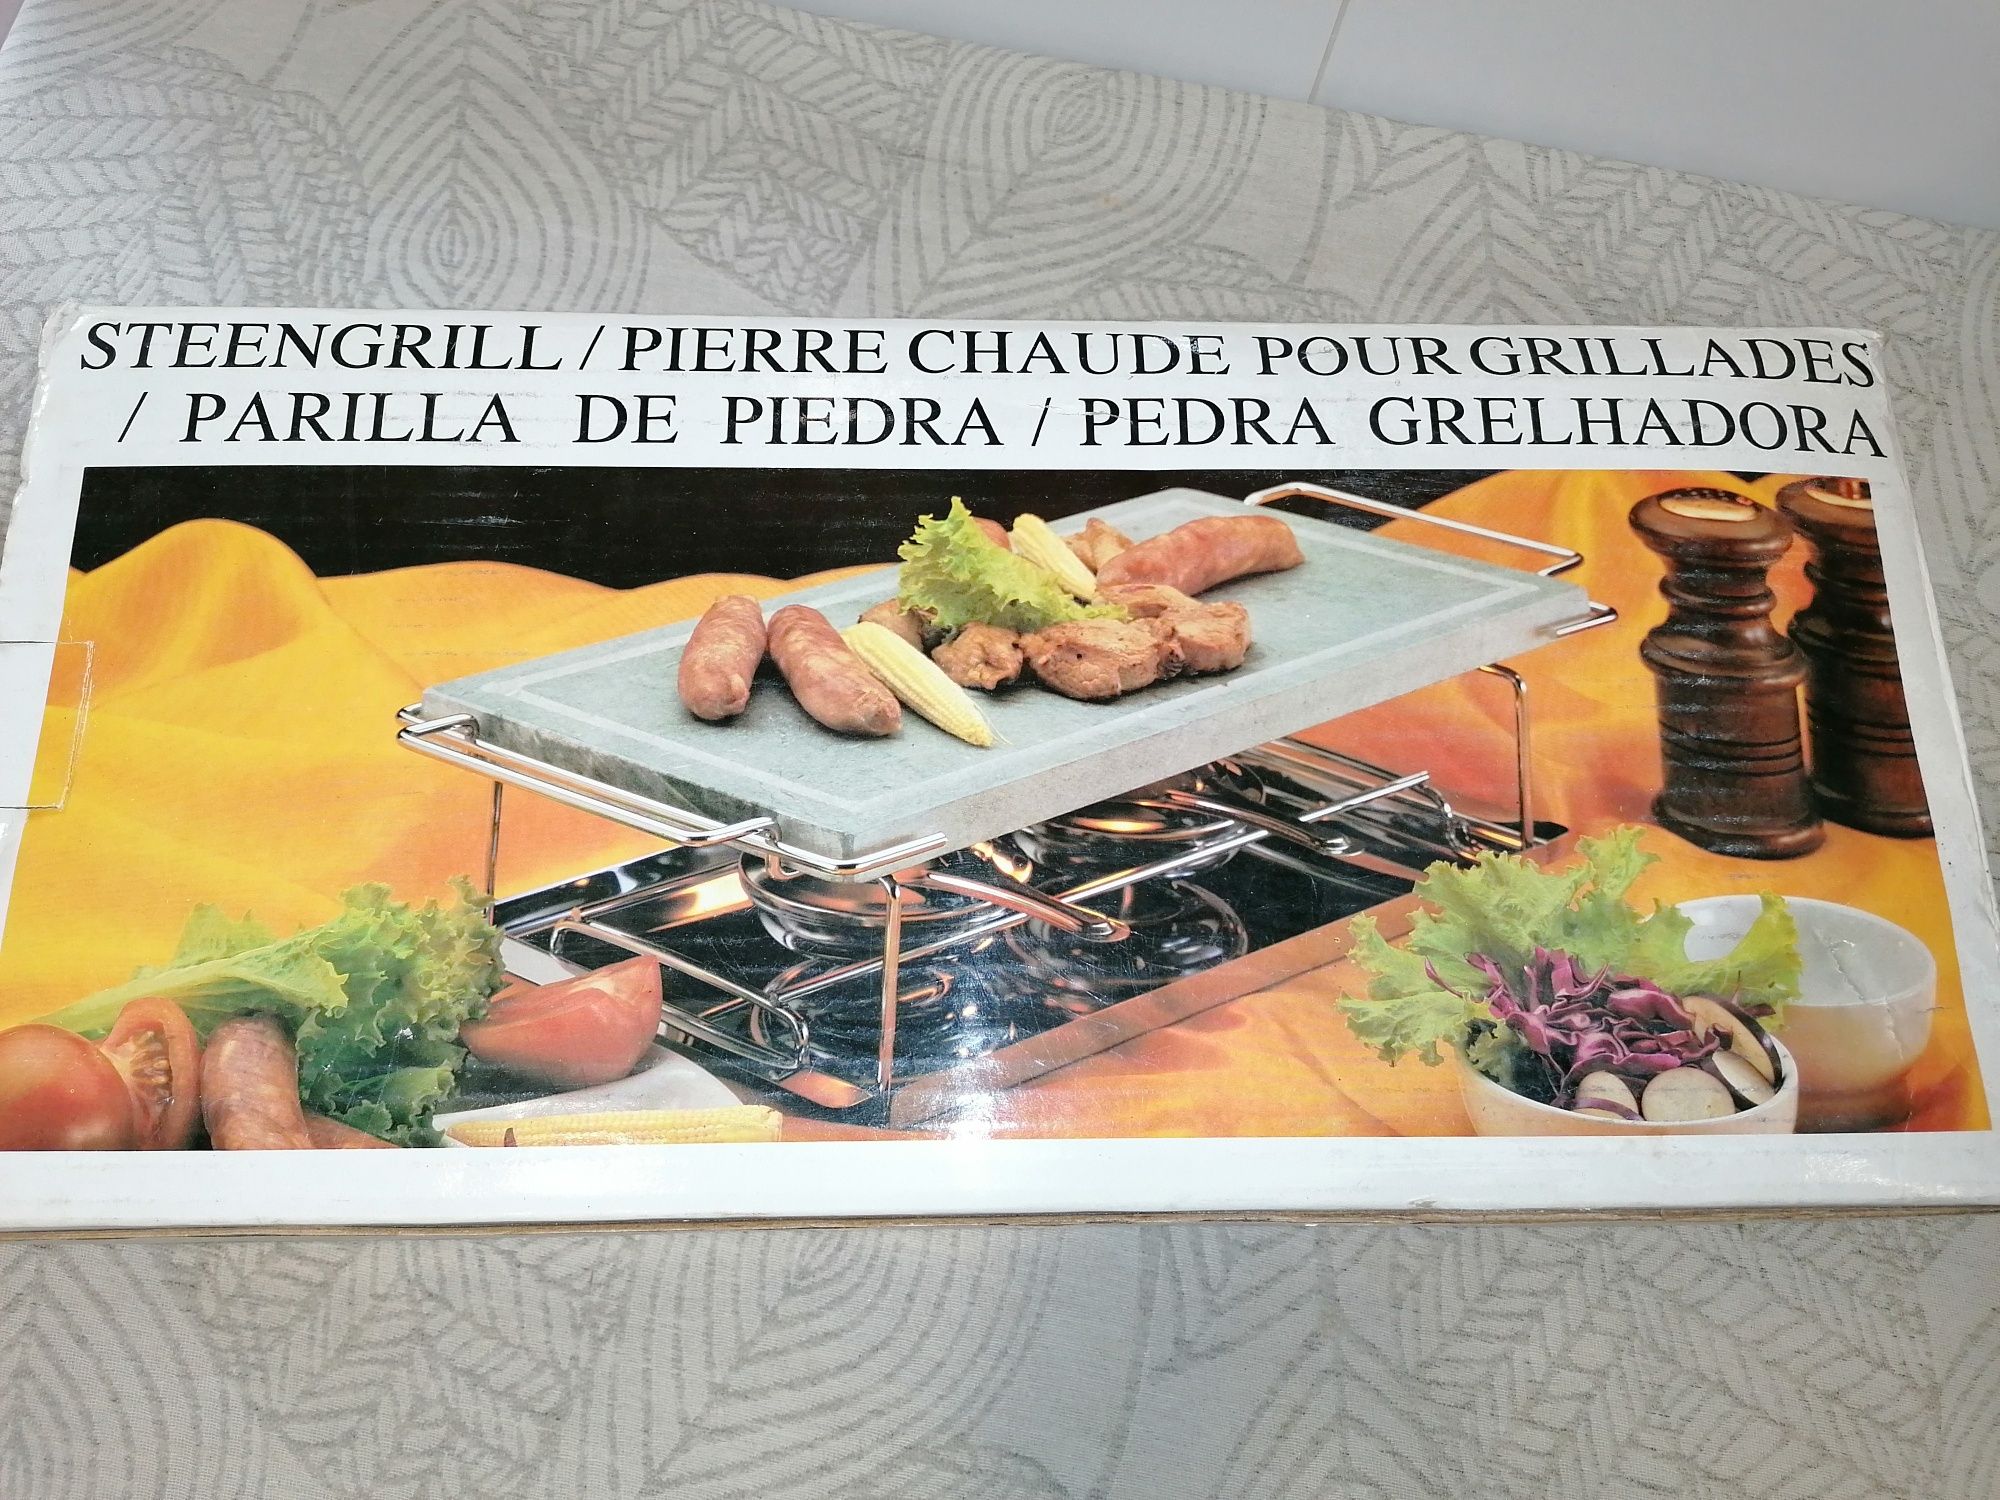 STEENGRILL / PIERRE CHAUDE POUR GRILLADES
/ PARILLA DE PIEDRA / PEDRA GRELHADORA